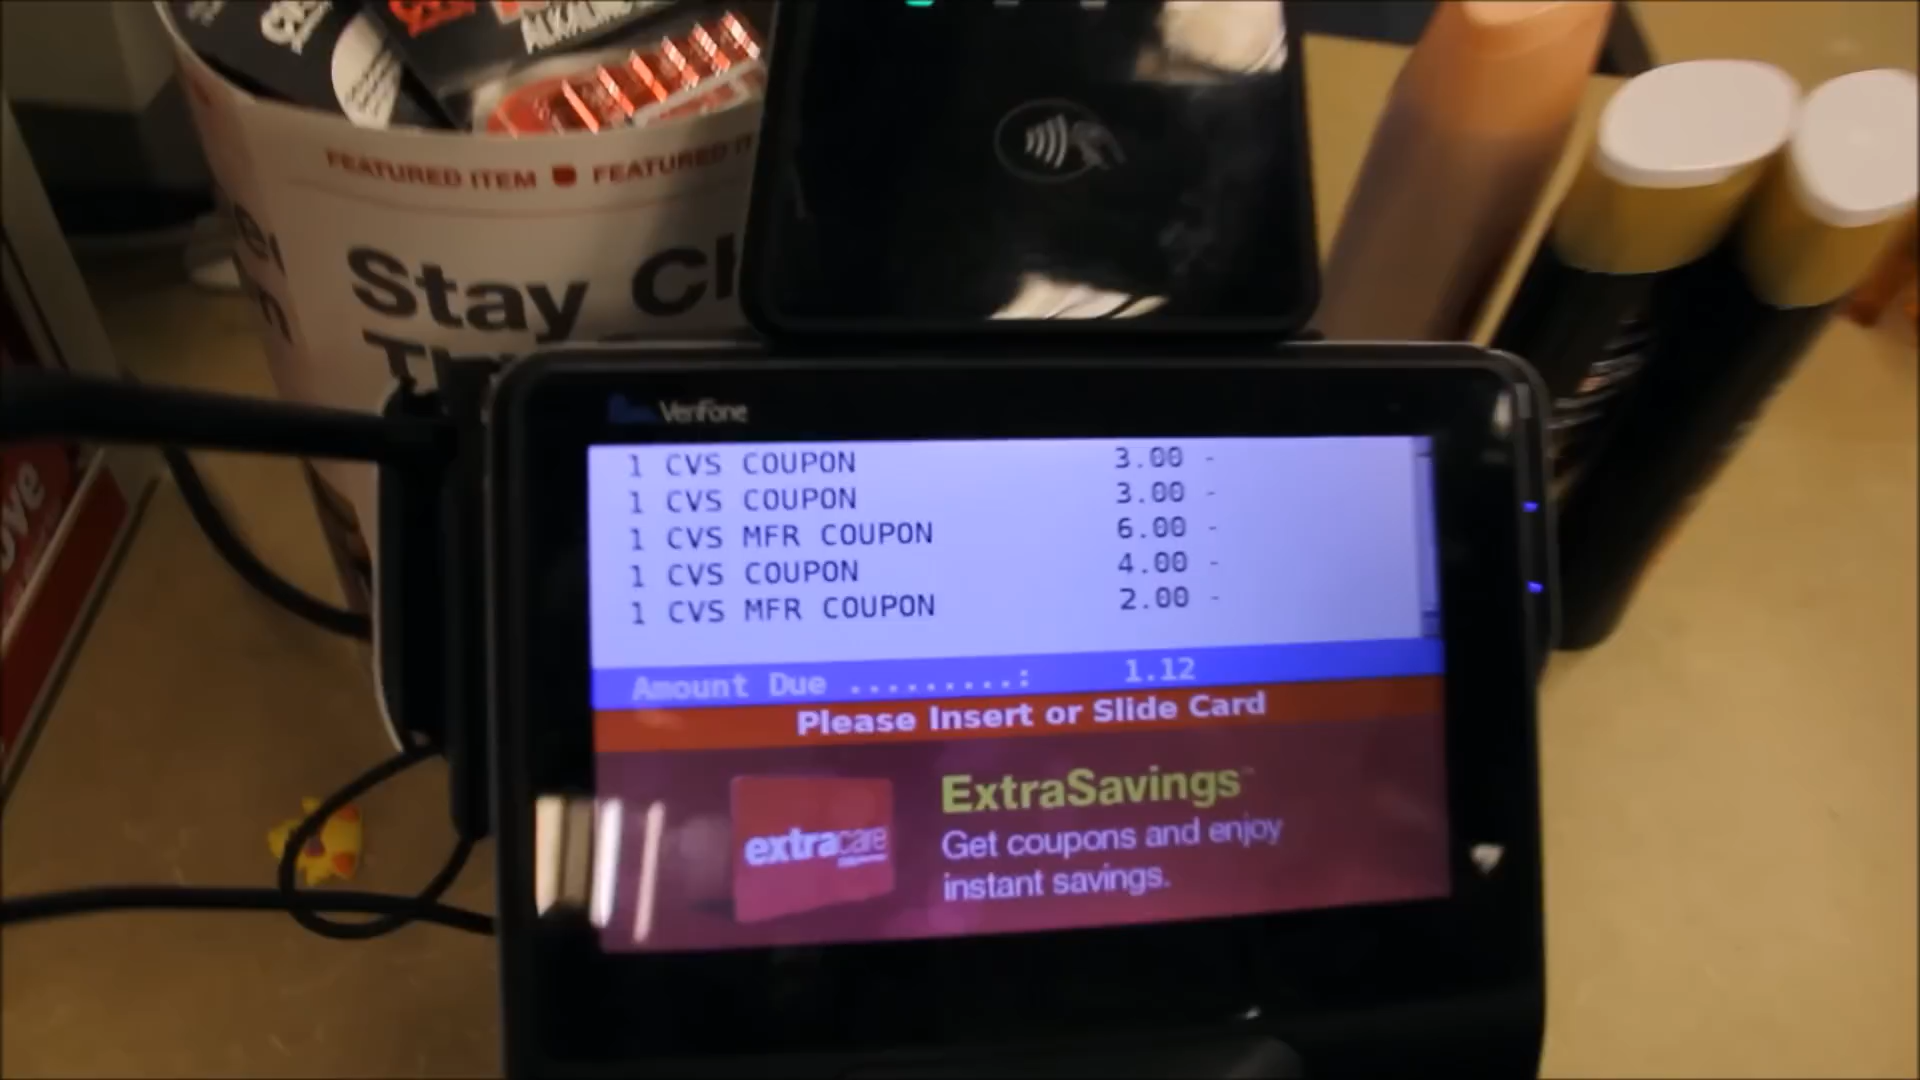 ALKALINE
FEATURED ITEM FEATURED IT
Stay Cl
VeriFone
1 CVS COUPON 3.00 -
1 CVS COUPON 3.00 -
1 CVS MFR COUPON 6.00 -
1 CVS COUPON 4.00 -
1 CVS MFR COUPON 2.00 -
Amount Due .........: 1.12
Please Insert or Slide Card
extracare
ExtraSavings™
Get coupons and enjoy
instant savings.